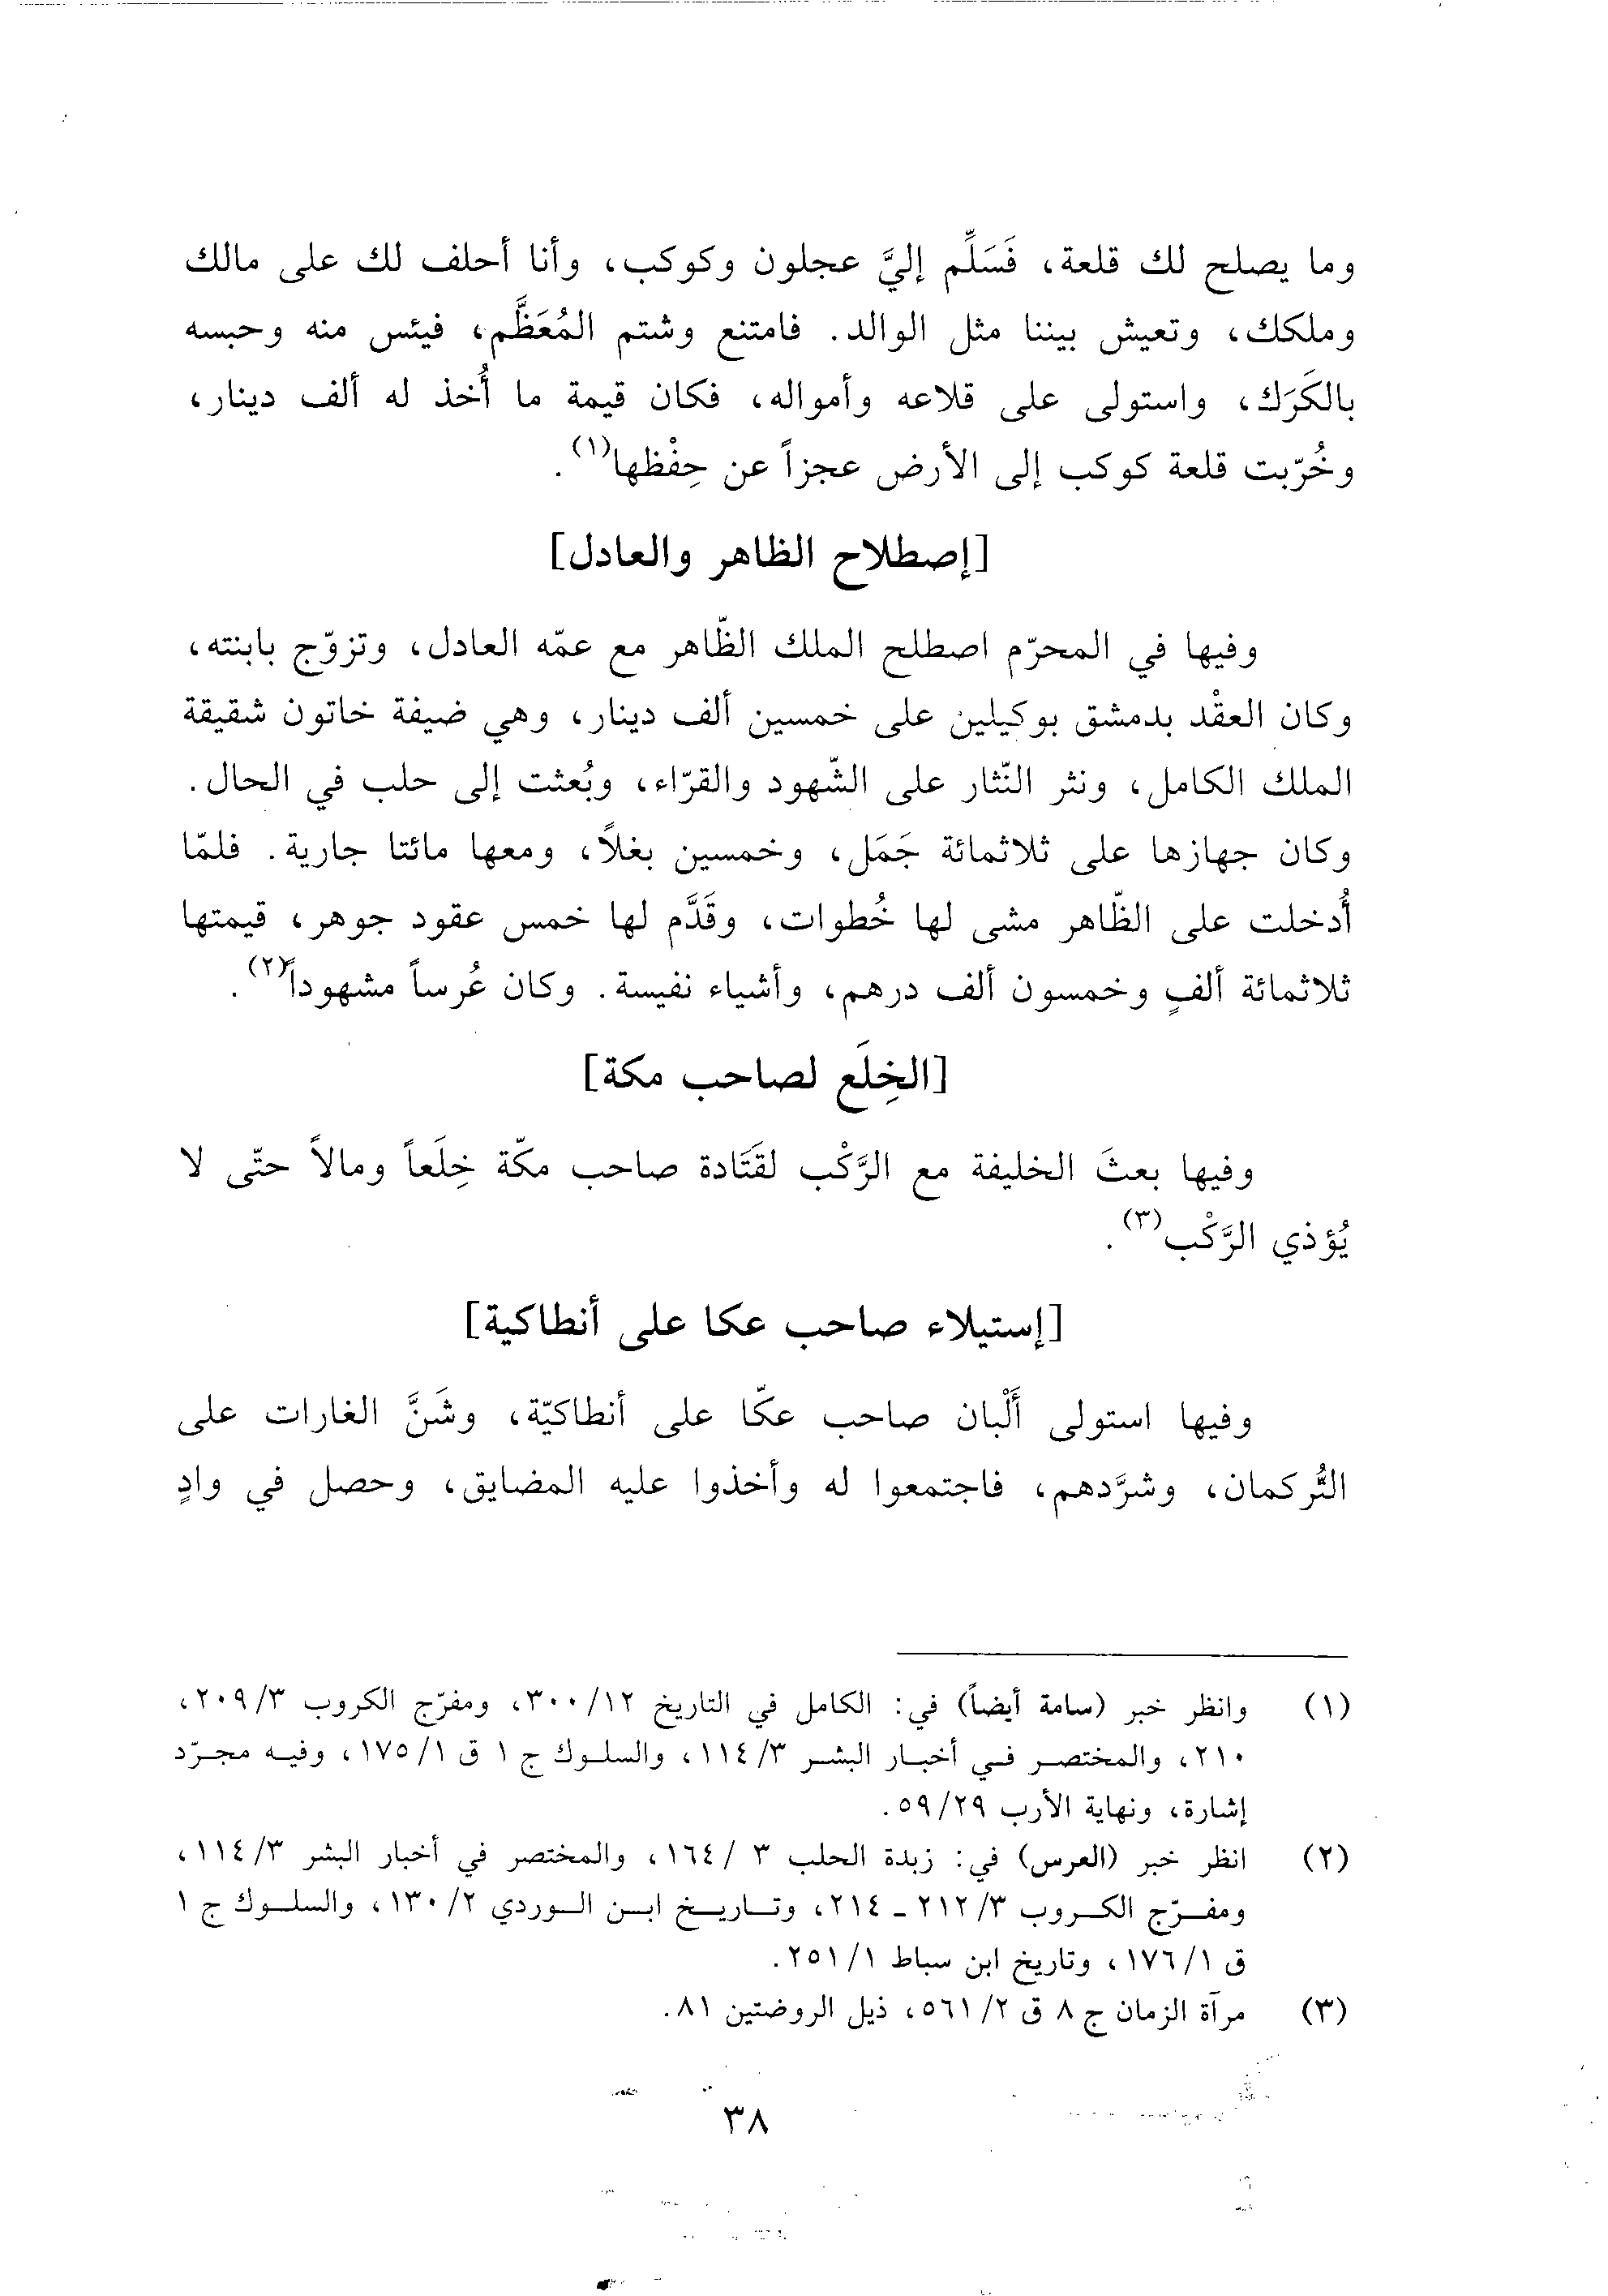 وما يصلح لك قلعة، فَسَلِّم إليَّ عجلون وكوكب، وأنا أحلف لك على مالك
وملكك، وتعيش بيننا مثل الوالد. فامتنع وشتم المُعَظَّم، فيئس منه وحبسه
بالكَرَك، واستولى على قلاعه وأمواله، فكان قيمة ما أُخذ له ألف دينار،
وخُرّبت قلعة كوكب إلى الأرض عجزاً عن حِفْظها(١).
[إصطلاح الظاهر والعادل]
وفيها في المحرّم اصطلح الملك الظّاهر مع عمّه العادل، وتزوّج بابنته،
وكان العقْد بدمشق بوكيلين على خمسين ألف دينار، وهي ضيفة خاتون شقيقة
الملك الكامل، ونثر النّثار على الشّهود والقرّاء، وبُعثت إلى حلب في الحال.
وكان جهازها على ثلاثمائة جَمَل، وخمسين بغلاً، ومعها مائتا جارية. فلمّا
أُدخلت على الظّاهر مشى لها خُطوات، وقَدَّم لها خمس عقود جوهر، قيمتها
ثلاثمائة ألفٍ وخمسون ألف درهم، وأشياء نفيسة. وكان عُرساً مشهوداً(٢).
[الخِلَع لصاحب مكة]
وفيها بعثَ الخليفة مع الرَّكْب لقَتَادة صاحب مكّة خِلَعاً ومالاً حتّى لا
يُؤذي الرَّكْب(٣).
[إستيلاء صاحب عكا على أنطاكية]
وفيها استولى أَلْبان صاحب عكّا على أنطاكيّة، وشَنَّ الغارات على
التُّركمان، وشرَّدهم، فاجتمعوا له وأخذوا عليه المضايق، وحصل في وادٍ
(١) وانظر خبر (سامة أيضاً) في: الكامل في التاريخ ٣٠٠/١٢، ومفرّج الكروب ٢٠٩/٣،
٢١٠، والمختصر في أخبار البشر ١١٤/٣، والسلوك ج ١ ق ١٧٥/١، وفيه مجرّد
إشارة، ونهاية الأرب ٥٩/٢٩.
(٢) انظر خبر (العرس) في: زبدة الحلب ٣ /١٦٤، والمختصر في أخبار البشر ١١٤/٣،
ومفرّج الكروب ٢١٢/٣ ـ ٢١٤، وتاريخ ابن الوردي ١٣٠/٢، والسلوك ج ١
ق ١٧٦/١، وتاريخ ابن سباط ٢٥١/١.
(٣) مرآة الزمان ج ٨ ق ٥٦١/٢، ذيل الروضتين ٨١.
٣٨